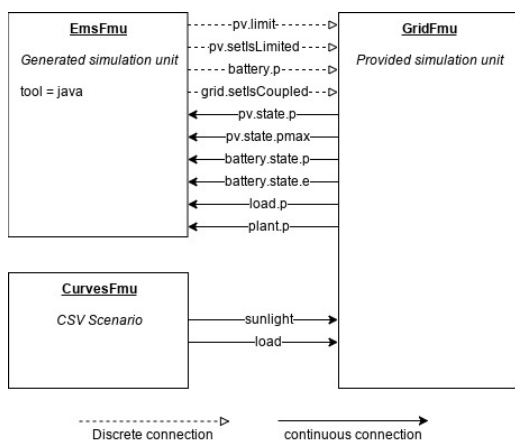 EmsFmu
Generated simulation unit
tool = java
pv.limit
pv.setIsLimited
battery.p
grid.setIsCoupled
pv.state.p
pv.state.pmax
battery.state.p
battery.state.e
load.p
plant.p
GridFmu
Provided simulation unit
CurvesFmu
CSV Scenario
sunlight
load
Discrete connection
continuous connection